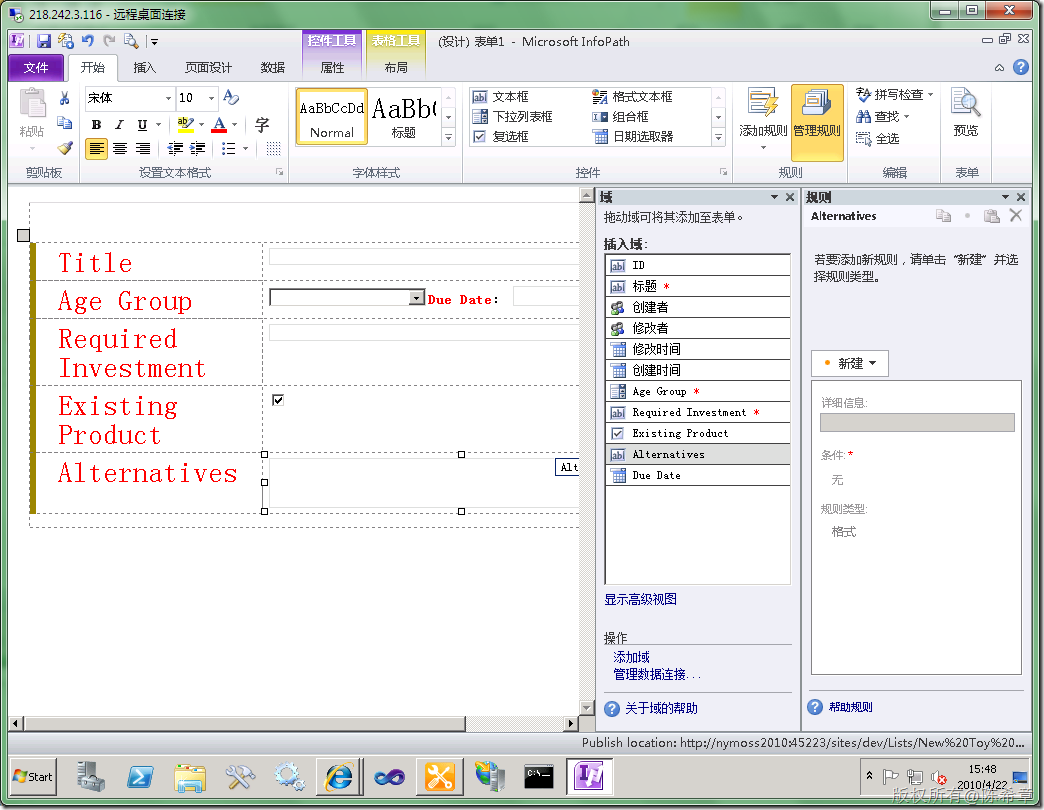 218.242.3.116 - 远程桌面连接
控件工具 表格工具 (设计) 表单1 - Microsoft InfoPath
文件 开始 插入 页面设计 数据 属性 布局
粘贴
剪贴板
宋体 10
B I U A 字
设置文本格式
AaBbCcDd AaBb(
Normal 标题
字体样式
文本框 格式文本框
下拉列表框 组合框
复选框 日期选取器
控件
添加规则 管理规则
规则
拼写检查
查找
全选
编辑
预览
表单
Title
Age Group Due Date:
Required
Investment
Existing
Product
Alternatives Alt
域
拖动域可将其添加至表单。
插入域:
ID
标题 *
创建者
修改者
修改时间
创建时间
Age Group *
Required Investment *
Existing Product
Alternatives
Due Date
显示高级视图
操作
添加域
管理数据连接...
关于域的帮助
规则
Alternatives
若要添加新规则，请单击“新建”并选
择规则类型。
新建
详细信息:
条件: *
无
规则类型:
格式
帮助规则
Publish location: http://nymoss2010:45223/sites/dev/Lists/New%20Toy%20...
Start
C:\_
15:48
2010/4/22
版权所有@陈希章